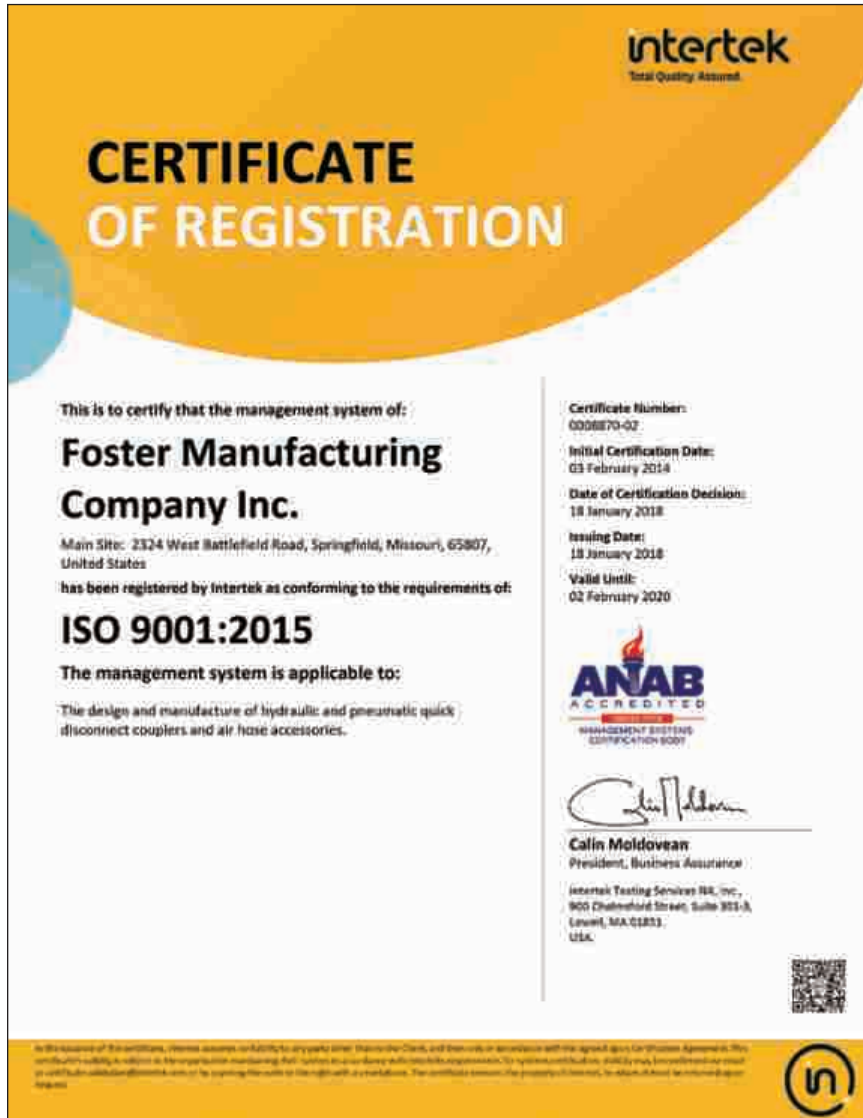 intertek
Total Quality. Assured.
CERTIFICATE
OF REGISTRATION
This is to certify that the management system of:
Foster Manufacturing
Company Inc.
Main Site: 2324 West Battlefield Road, Springfield, Missouri, 65807,
United States
has been registered by Intertek as conforming to the requirements of:
ISO 9001:2015
The management system is applicable to:
The design and manufacture of hydraulic and pneumatic quick
disconnect couplers and air hose accessories.
Certificate Number:
0008870-02
Initial Certification Date:
03 February 2014
Date of Certification Decision:
18 January 2018
Issuing Date:
18 January 2018
Valid Until:
02 February 2020
ANAB
ACCREDITED
MANAGEMENT SYSTEMS
CERTIFICATION BODY
Calin Moldovean
President, Business Assurance
Intertek Testing Services NA, Inc.,
900 Chelmsford Street, Suite 301-3,
Lowell, MA 01851
USA
in